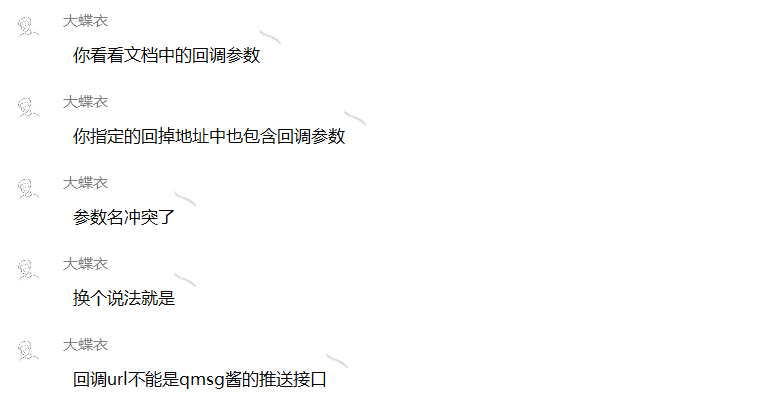 大蝶衣
你看看文档中的回调参数
大蝶衣
你指定的回掉地址中也包含回调参数
大蝶衣
参数名冲突了
大蝶衣
换个说法就是
大蝶衣
回调url不能是qmsg酱的推送接口